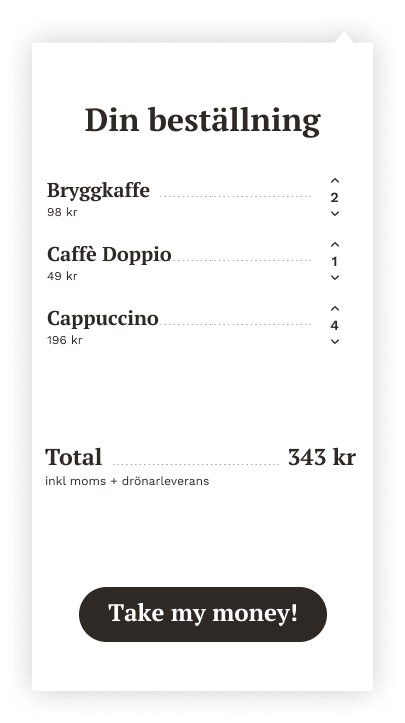 Din beställning
Bryggkaffe 2
98 kr
Caffè Doppio 1
49 kr
Cappuccino 4
196 kr
Total 343 kr
inkl moms + drönarleverans
Take my money!